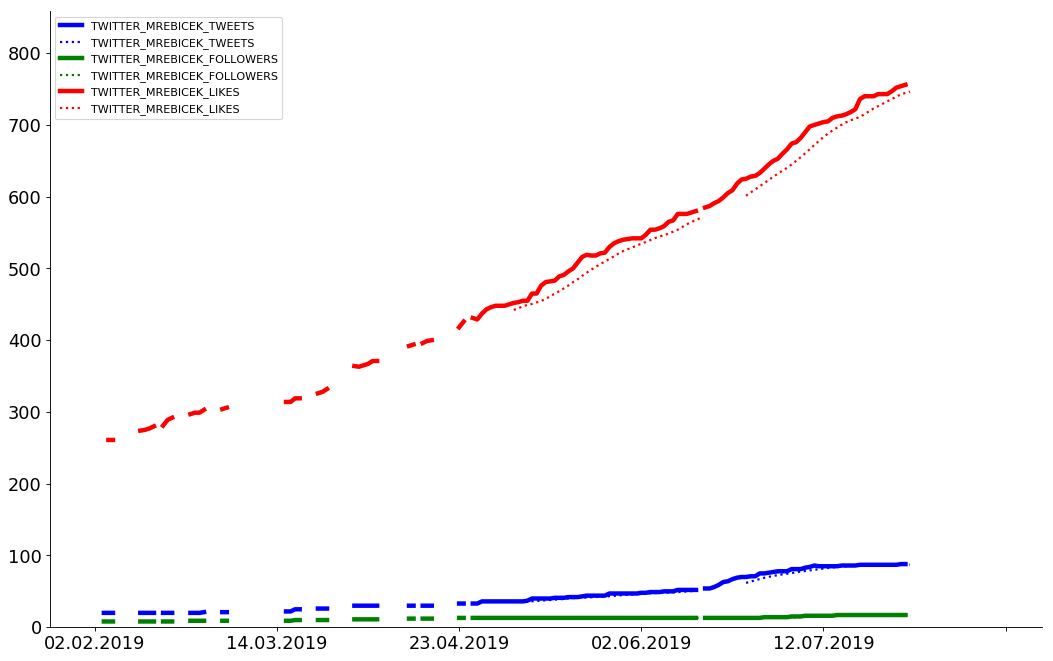 TWITTER_MREBICEK_TWEETS
TWITTER_MREBICEK_TWEETS
TWITTER_MREBICEK_FOLLOWERS
TWITTER_MREBICEK_FOLLOWERS
TWITTER_MREBICEK_LIKES
TWITTER_MREBICEK_LIKES
800
700
600
500
400
300
200
100
0
02.02.2019 14.03.2019 23.04.2019 02.06.2019 12.07.2019